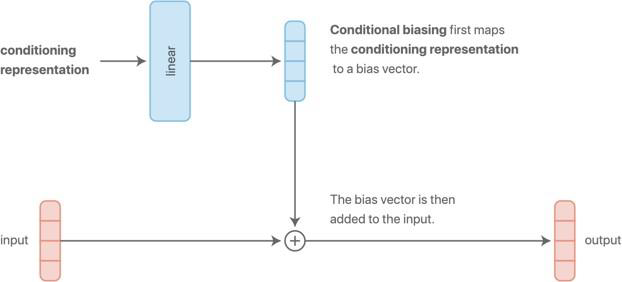 conditioning
representation
linear
Conditional biasing first maps
the conditioning representation
to a bias vector.
The bias vector is then
added to the input.
input
+
output